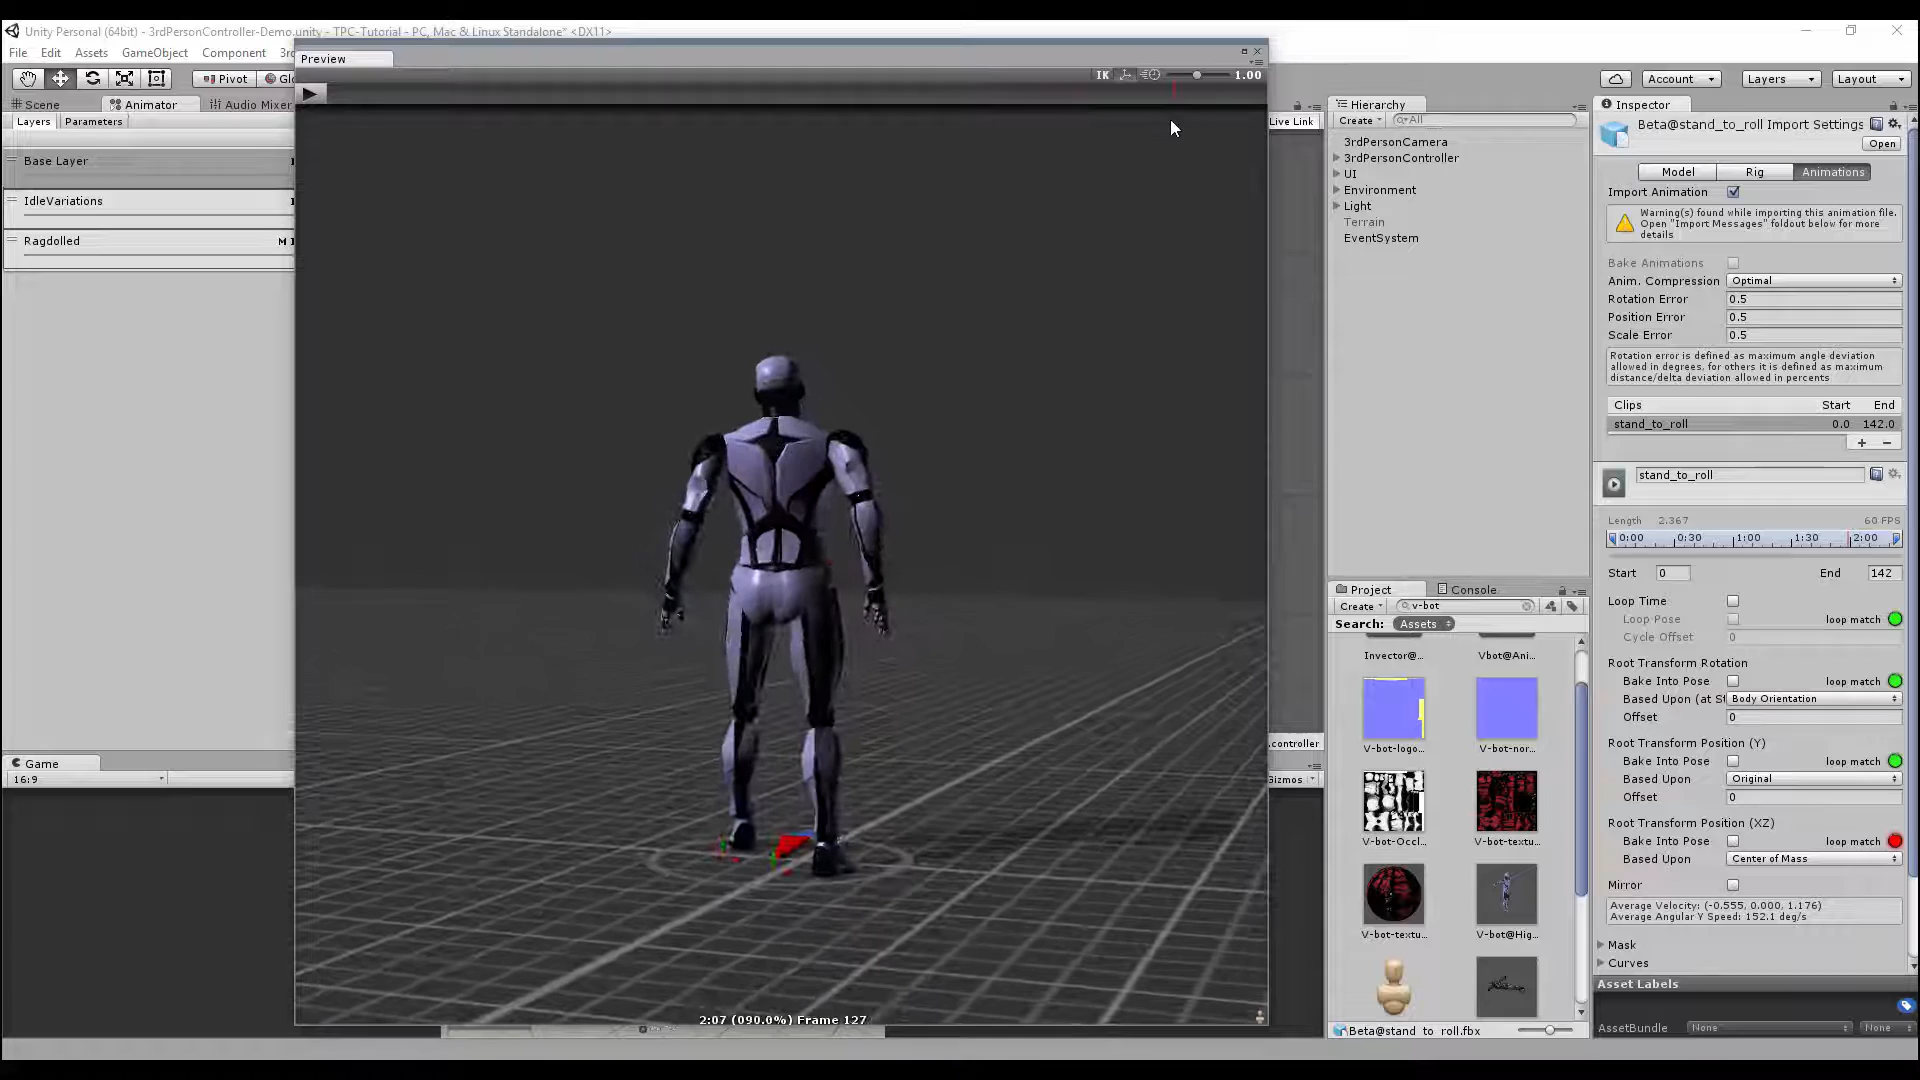 Unity Personal (64bit) - 3rdPersonController-Demo.unity - TPC-Tutorial - PC, Mac & Linux Standalone* <DX11>
File Edit Assets GameObject Component
Pivot
Account
Layers
Layout
Scene
Animator
Audio Mixer
Layers
Parameters
Base Layer
IdleVariations
Ragdolled
M
Game
16:9
Preview
IK
1.00
2:07 (090.0%) Frame 127
Live Link
.controller
Gizmos
Hierarchy
Create
All
3rdPersonCamera
3rdPersonController
UI
Environment
Light
Terrain
EventSystem
Project
Console
Create
v-bot
Search:
Assets
Invector@...
Vbot@Ani...
V-bot-logo...
V-bot-nor...
V-bot-Occl...
V-bot-textu...
V-bot-textu...
V-bot@Hig...
Beta@stand_to_roll.fbx
Inspector
Beta@stand_to_roll Import Settings
Open
Model
Rig
Animations
Import Animation
Warning(s) found while importing this animation file.
Open "Import Messages" foldout below for more
details
Bake Animations
Anim. Compression
Optimal
Rotation Error
0.5
Position Error
0.5
Scale Error
0.5
Rotation error is defined as maximum angle deviation
allowed in degrees, for others it is defined as maximum
distance/delta deviation allowed in percents
Clips Start End
stand_to_roll 0.0 142.0
stand_to_roll
Length 2.367 60 FPS
0:00 0:30 1:00 1:30 2:00
Start 0 End 142
Loop Time
Loop Pose loop match
Cycle Offset 0
Root Transform Rotation
Bake Into Pose loop match
Based Upon (at St Body Orientation
Offset 0
Root Transform Position (Y)
Bake Into Pose loop match
Based Upon Original
Offset 0
Root Transform Position (XZ)
Bake Into Pose loop match
Based Upon Center of Mass
Mirror
Average Velocity: (-0.555, 0.000, 1.176)
Average Angular Y Speed: 152.1 deg/s
Mask
Curves
Asset Labels
AssetBundle None None